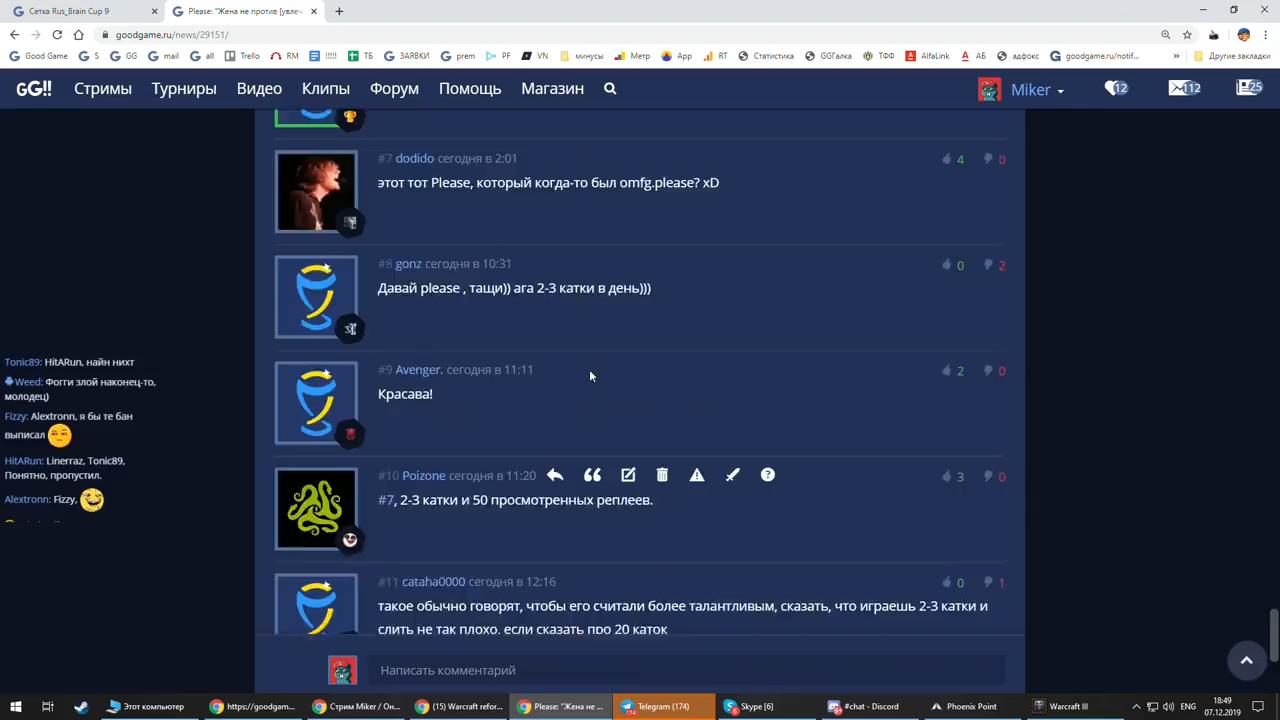 Сетка Rus_Brain Cup 9
Please: "Жена не против [увлеч
goodgame.ru/news/29151/
Good Game
S
GG
mail
all
Trello
RM
!!!!
ТБ
ЗАЯВКИ
prem
PF
VN
минусы
Метр
App
RT
Статистика
GGГалка
ТФФ
AlfaLink
АБ
адфокс
goodgame.ru/notif...
»
Другие закладки
GG!! Стримы Турниры Видео Клипы Форум Помощь Магазин
Miker
12
112
25
#7 dodido сегодня в 2:01
4 0
этот тот Please, который когда-то был omfg.please? xD
#8 gonz сегодня в 10:31
0 2
Давай please , тащи)) ага 2-3 катки в день)))
#9 Avenger. сегодня в 11:11
2 0
Красава!
#10 Poizone сегодня в 11:20
3 0
#7, 2-3 катки и 50 просмотренных реплеев.
#11 cataha0000 сегодня в 12:16
0 1
такое обычно говорят, чтобы его считали более талантливым, сказать, что играешь 2-3 катки и
слить не так плохо, если сказать про 20 каток
Написать комментарий
Tonic89: HitARun, найн нихт
Weed: Фогги злой наконец-то,
молодец)
Fizzy: Alextronn, я бы те бан
выписал
HitARun: Linerraz, Tonic89,
Понятно, пропустил.
Alextronn: Fizzy,
Этот компьютер
https://goodgam...
Стрим Miker / Он...
(15) Warcraft refor...
Please: "Жена не ...
Telegram (174)
Skype [6]
#chat - Discord
Phoenix Point
Warcraft III
ENG
18:49
07.12.2019